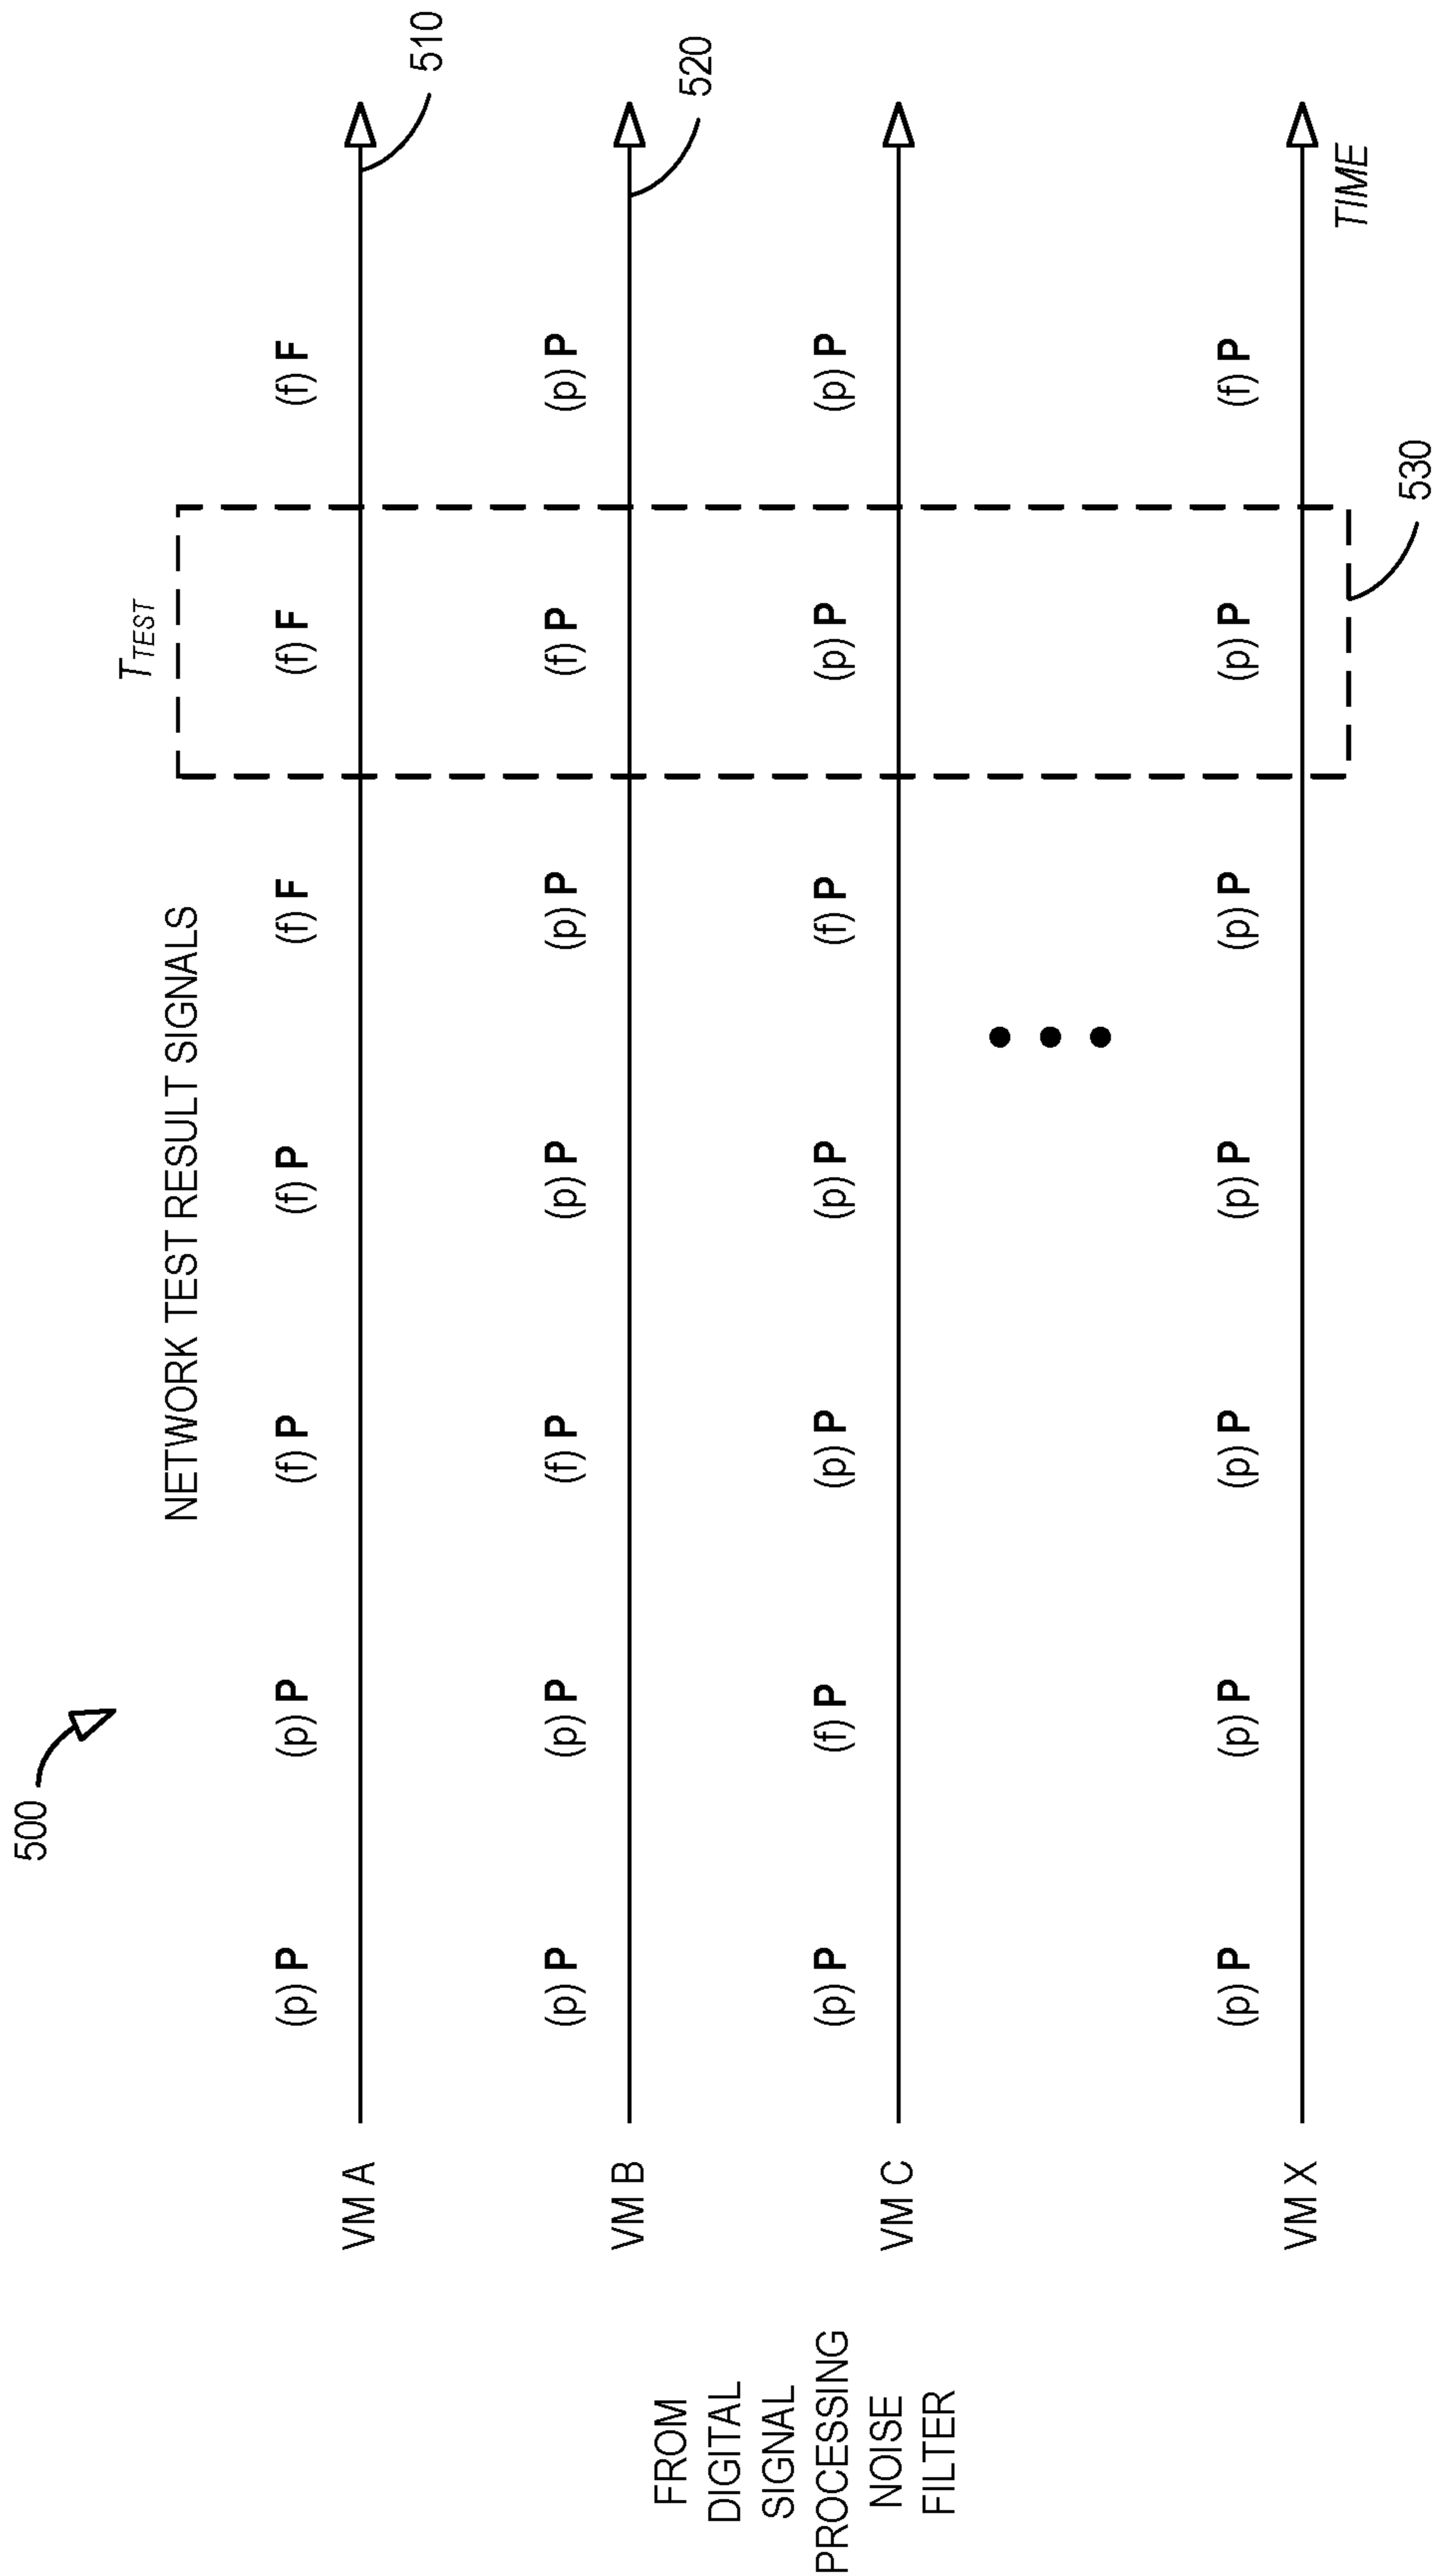 500
T_TEST
NETWORK TEST RESULT SIGNALS
(p) P (p) P (f) P (f) P (f) F (f) F (f) F
VM A
510
(p) P (p) P (f) P (p) P (p) P (f) P (p) P
VM B
520
FROM
DIGITAL
SIGNAL
PROCESSING
NOISE
FILTER
(p) P (f) P (p) P (p) P (f) P (p) P (p) P
VM C
(p) P (p) P (p) P (p) P (p) P (p) P (f) P
VM X
TIME
530